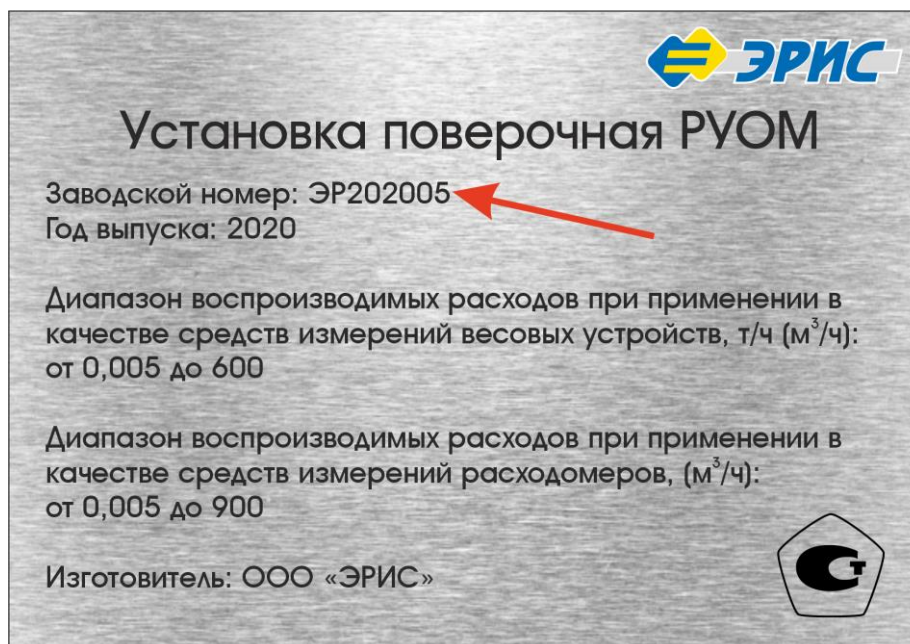 ЭРИС
Установка поверочная РУОМ
Заводской номер: ЭР202005
Год выпуска: 2020
Диапазон воспроизводимых расходов при применении в
качестве средств измерений весовых устройств, т/ч (м³/ч):
от 0,005 до 600
Диапазон воспроизводимых расходов при применении в
качестве средств измерений расходомеров, (м³/ч):
от 0,005 до 900
Изготовитель: ООО «ЭРИС»